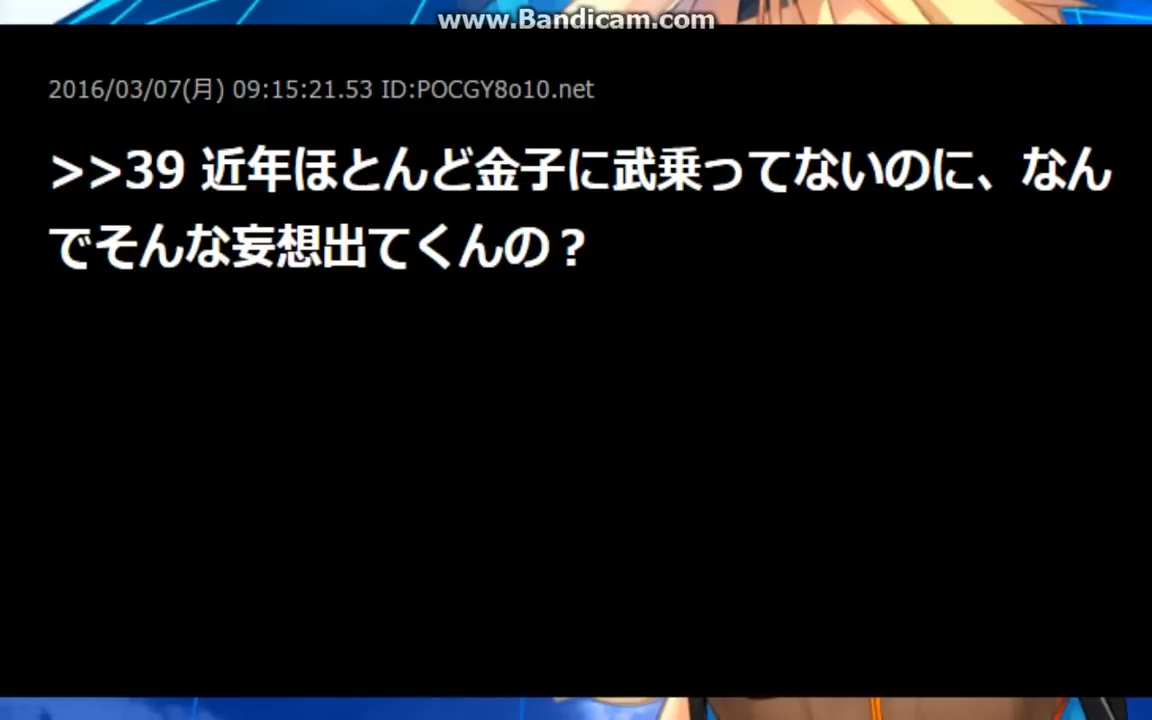 www.Bandicam.com
2016/03/07(月) 09:15:21.53 ID:POCGY8o10.net
>>39 近年ほとんど金子に武乗ってないのに、なん
でそんな妄想出てくんの？